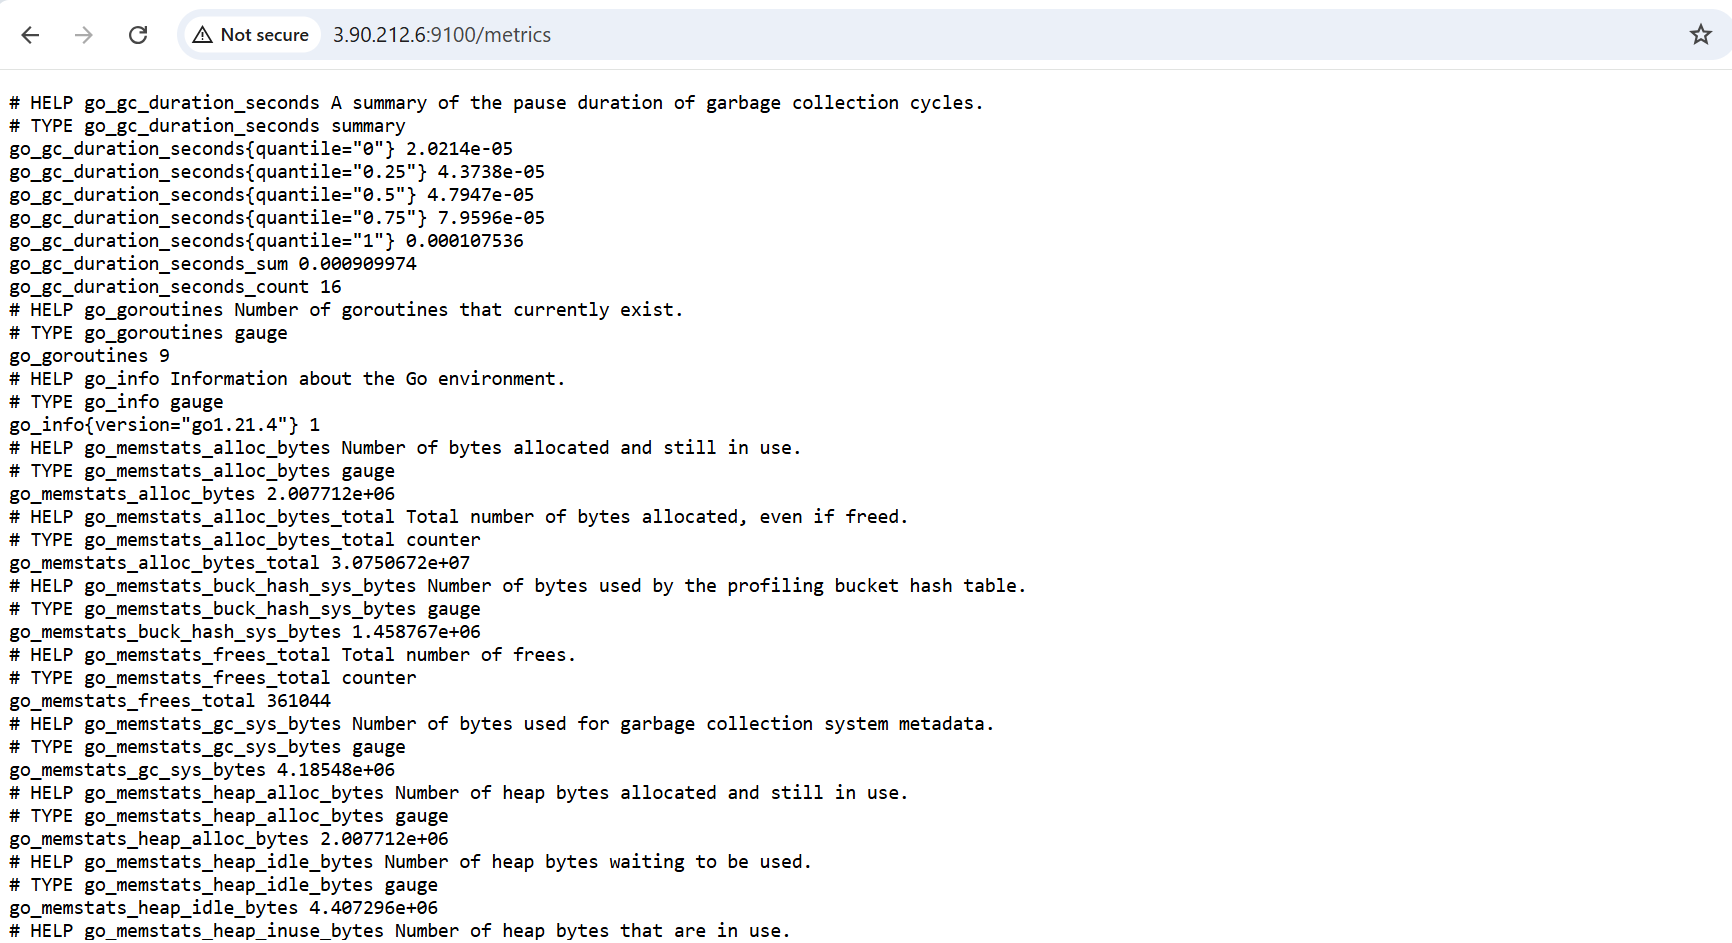 Not secure 3.90.212.6:9100/metrics
# HELP go_gc_duration_seconds A summary of the pause duration of garbage collection cycles.
# TYPE go_gc_duration_seconds summary
go_gc_duration_seconds{quantile="0"} 2.0214e-05
go_gc_duration_seconds{quantile="0.25"} 4.3738e-05
go_gc_duration_seconds{quantile="0.5"} 4.7947e-05
go_gc_duration_seconds{quantile="0.75"} 7.9596e-05
go_gc_duration_seconds{quantile="1"} 0.000107536
go_gc_duration_seconds_sum 0.000909974
go_gc_duration_seconds_count 16
# HELP go_goroutines Number of goroutines that currently exist.
# TYPE go_goroutines gauge
go_goroutines 9
# HELP go_info Information about the Go environment.
# TYPE go_info gauge
go_info{version="go1.21.4"} 1
# HELP go_memstats_alloc_bytes Number of bytes allocated and still in use.
# TYPE go_memstats_alloc_bytes gauge
go_memstats_alloc_bytes 2.007712e+06
# HELP go_memstats_alloc_bytes_total Total number of bytes allocated, even if freed.
# TYPE go_memstats_alloc_bytes_total counter
go_memstats_alloc_bytes_total 3.0750672e+07
# HELP go_memstats_buck_hash_sys_bytes Number of bytes used by the profiling bucket hash table.
# TYPE go_memstats_buck_hash_sys_bytes gauge
go_memstats_buck_hash_sys_bytes 1.458767e+06
# HELP go_memstats_frees_total Total number of frees.
# TYPE go_memstats_frees_total counter
go_memstats_frees_total 361044
# HELP go_memstats_gc_sys_bytes Number of bytes used for garbage collection system metadata.
# TYPE go_memstats_gc_sys_bytes gauge
go_memstats_gc_sys_bytes 4.18548e+06
# HELP go_memstats_heap_alloc_bytes Number of heap bytes allocated and still in use.
# TYPE go_memstats_heap_alloc_bytes gauge
go_memstats_heap_alloc_bytes 2.007712e+06
# HELP go_memstats_heap_idle_bytes Number of heap bytes waiting to be used.
# TYPE go_memstats_heap_idle_bytes gauge
go_memstats_heap_idle_bytes 4.407296e+06
# HELP go_memstats_heap_inuse_bytes Number of heap bytes that are in use.